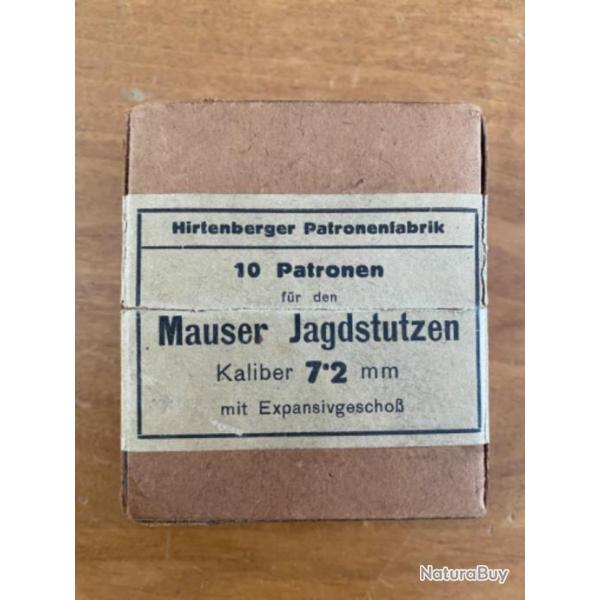 Hirtenberger Patronenfabrik
10 Patronen
für den
Mauser Jagdstutzen
Kaliber 7·2 mm
mit Expansivgeschoß
NaturaBuy